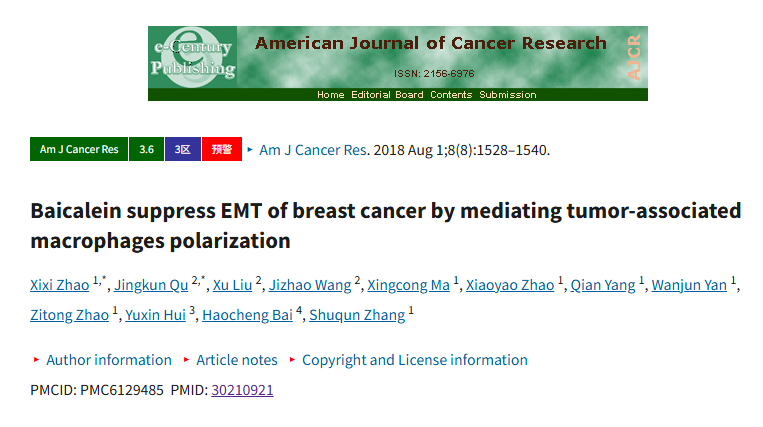 e-Century
Publishing
American Journal of Cancer Research
ISSN: 2156-6976
AJCR
Home Editorial Board Contents Submission
Am J Cancer Res 3.6 3区 預警 ‣ Am J Cancer Res. 2018 Aug 1;8(8):1528–1540.
Baicalein suppress EMT of breast cancer by mediating tumor-associated
macrophages polarization
Xixi Zhao 1,*, Jingkun Qu 2,*, Xu Liu 2, Jizhao Wang 2, Xingcong Ma 1, Xiaoyao Zhao 1, Qian Yang 1, Wanjun Yan 1,
Zitong Zhao 1, Yuxin Hui 3, Haocheng Bai 4, Shuqun Zhang 1
‣ Author information ‣ Article notes ‣ Copyright and License information
PMCID: PMC6129485 PMID: 30210921